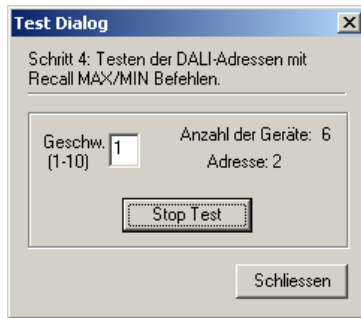 Test Dialog
Schritt 4: Testen der DALI-Adressen mit
Recall MAX/MIN Befehlen.
Geschw. 1 Anzahl der Geräte: 6
(1-10) Adresse: 2
Stop Test
Schliessen